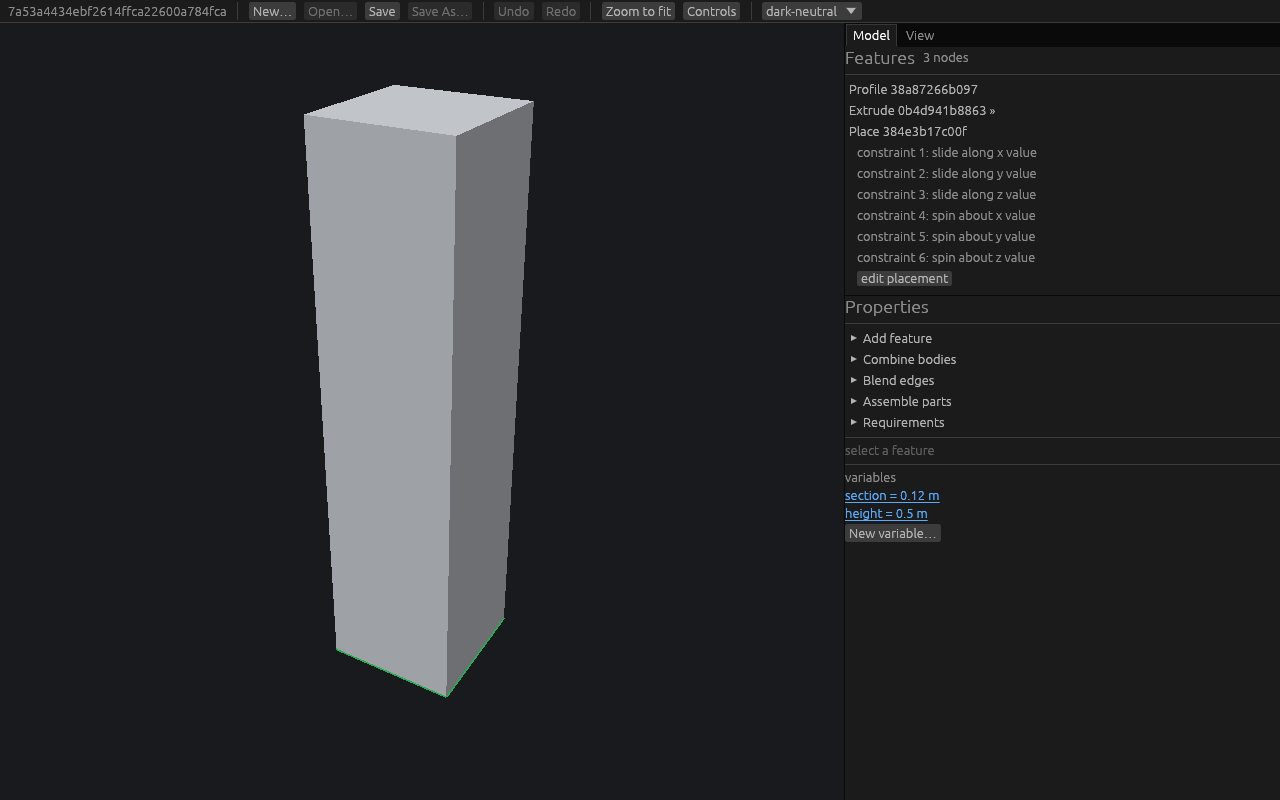 7a53a4434ebf2614ffca22600a784fca New... Open... Save Save As... Undo Redo Zoom to fit Controls dark-neutral
Model View
Features 3 nodes
Profile 38a87266b097
Extrude 0b4d941b8863 »
Place 384e3b17c00f
constraint 1: slide along x value
constraint 2: slide along y value
constraint 3: slide along z value
constraint 4: spin about x value
constraint 5: spin about y value
constraint 6: spin about z value
edit placement
Properties
Add feature
Combine bodies
Blend edges
Assemble parts
Requirements
select a feature
variables
section = 0.12 m
height = 0.5 m
New variable...